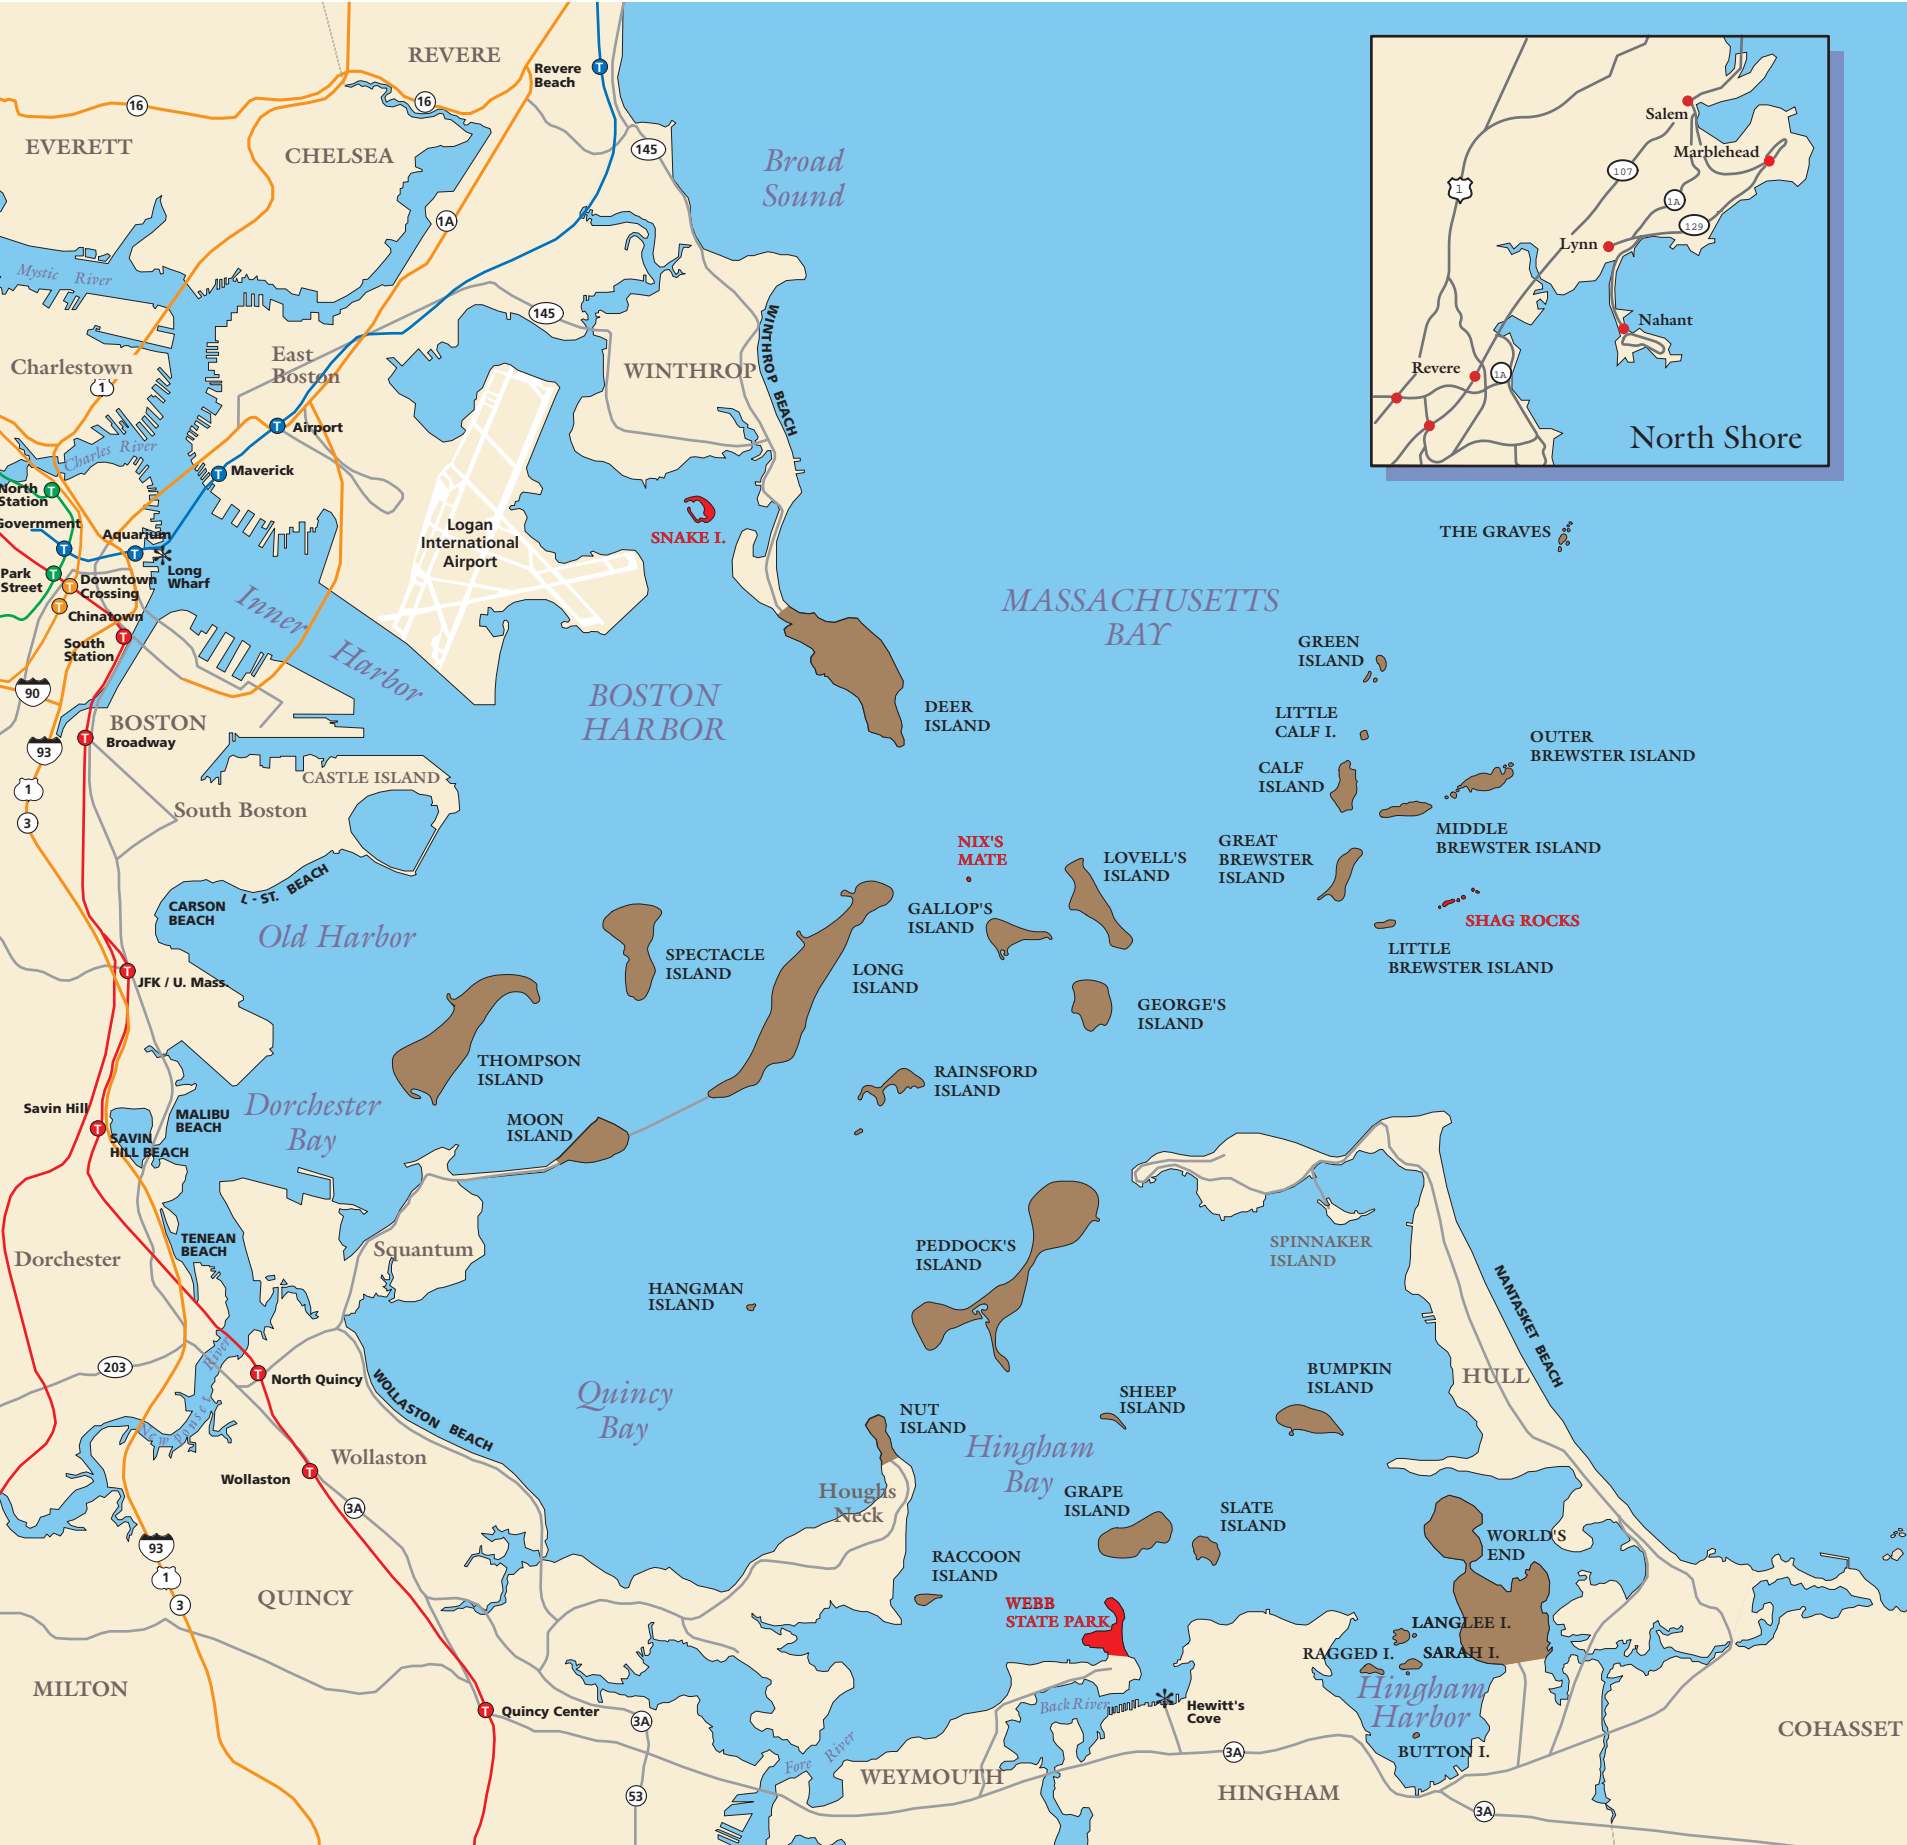 REVERE
Revere
Beach
16
16
EVERETT
CHELSEA
145
Broad
Sound
1A
Mystic River
145
Charlestown
1
East
Boston
WINTHROP
WINTHROP BEACH
Charles River
Airport
Maverick
North
Station
Government
Aquarium
Long
Wharf
Park
Street
Downtown
Crossing
Chinatown
South
Station
Logan
International
Airport
SNAKE I.
Inner
Harbor
90
BOSTON
Broadway
93
1
3
CASTLE ISLAND
South Boston
BOSTON
HARBOR
DEER
ISLAND
MASSACHUSETTS
BAY
Salem
Marblehead
107
1
1A
129
Lynn
Nahant
Revere
1A
North Shore
THE GRAVES
GREEN
ISLAND
LITTLE
CALF I.
CALF
ISLAND
OUTER
BREWSTER ISLAND
MIDDLE
BREWSTER ISLAND
GREAT
BREWSTER
ISLAND
SHAG ROCKS
LITTLE
BREWSTER ISLAND
NIX'S
MATE
LOVELL'S
ISLAND
GALLOP'S
ISLAND
GEORGE'S
ISLAND
L - ST. BEACH
CARSON
BEACH
Old Harbor
SPECTACLE
ISLAND
LONG
ISLAND
JFK / U. Mass.
THOMPSON
ISLAND
RAINSFORD
ISLAND
MOON
ISLAND
Dorchester
Bay
Savin Hill
MALIBU
BEACH
SAVIN
HILL BEACH
TENEAN
BEACH
Dorchester
Squantum
HANGMAN
ISLAND
PEDDOCK'S
ISLAND
SPINNAKER
ISLAND
NANTASKET BEACH
HULL
203
River
Neponset
North Quincy
WOLLASTON BEACH
Quincy
Bay
NUT
ISLAND
SHEEP
ISLAND
BUMPKIN
ISLAND
Hingham
Bay
Wollaston
Wollaston
3A
Houghs
Neck
GRAPE
ISLAND
SLATE
ISLAND
WORLD'S
END
93
1
3
QUINCY
RACCOON
ISLAND
WEBB
STATE PARK
LANGLEE I.
RAGGED I.
SARAH I.
Hingham
Harbor
BUTTON I.
MILTON
Quincy Center
3A
53
Back River
Hewitt's
Cove
Fore River
WEYMOUTH
3A
HINGHAM
3A
COHASSET